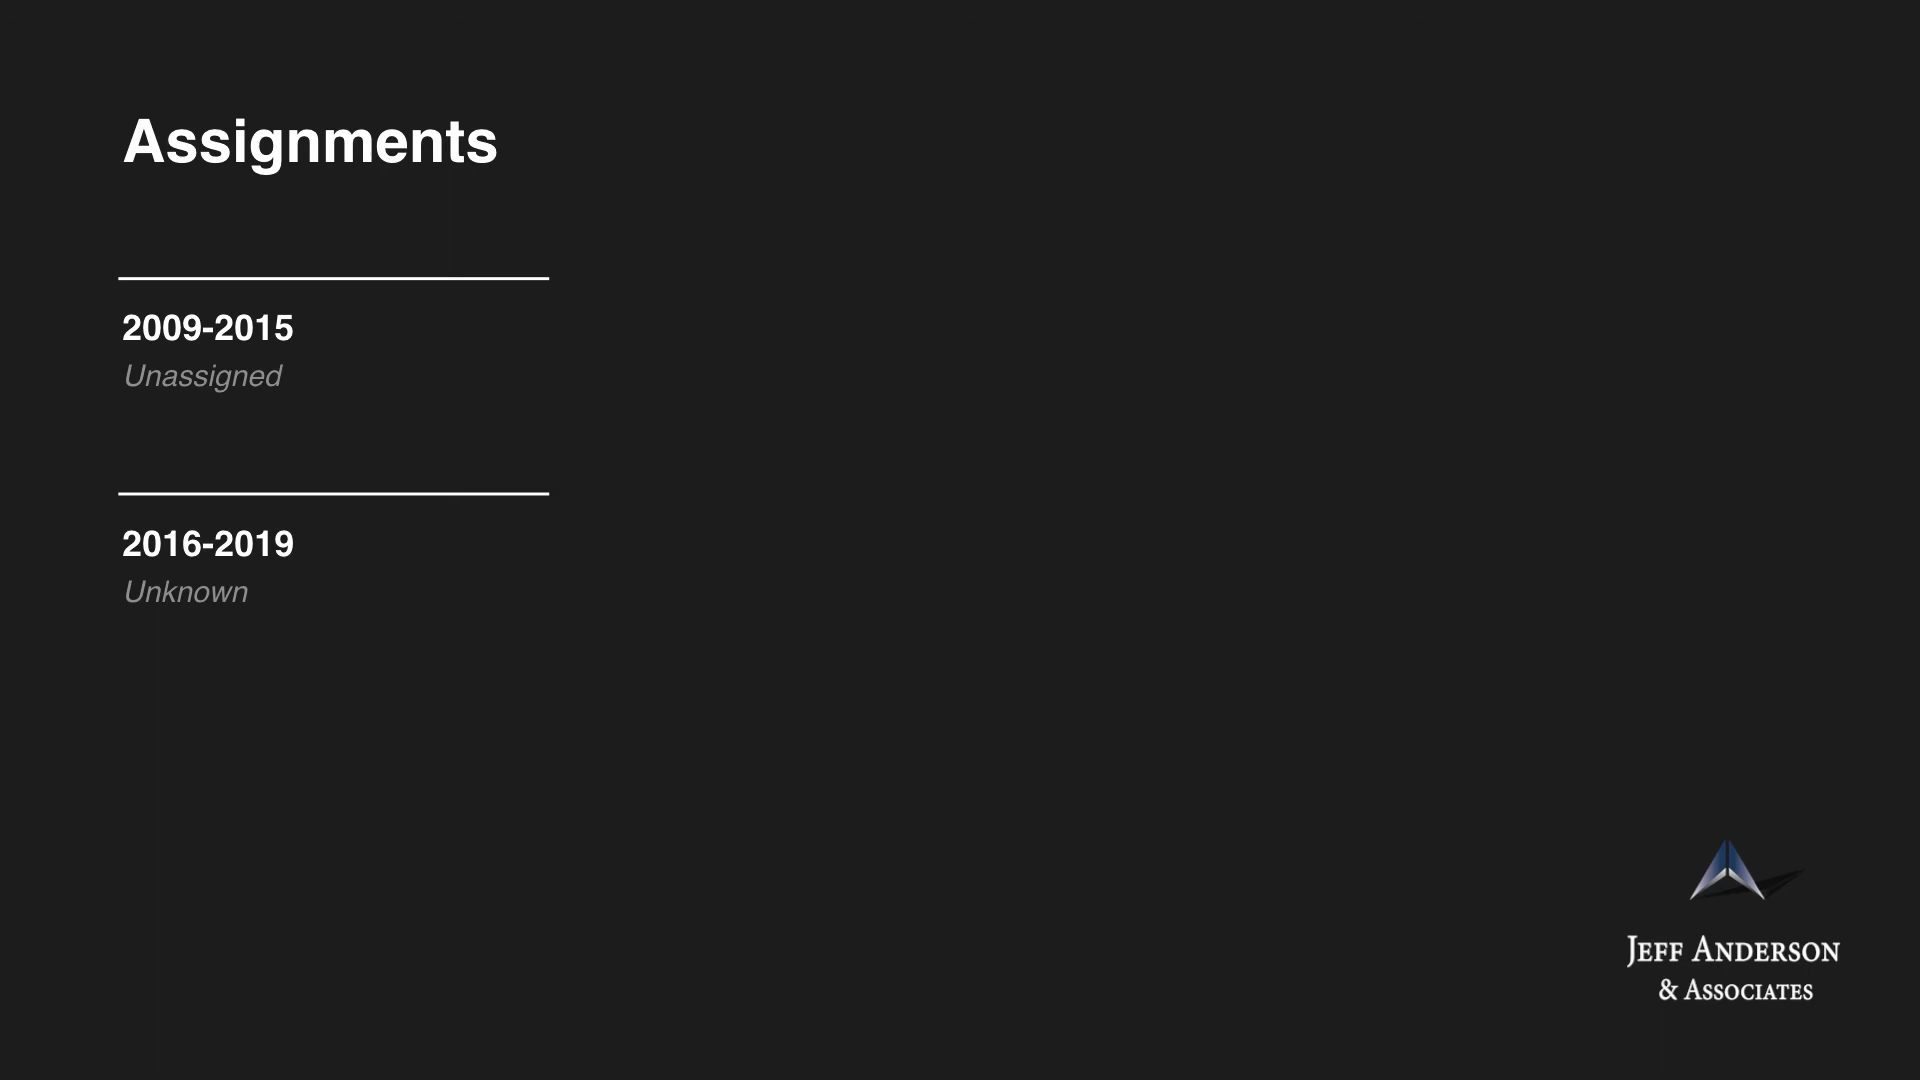 Assignments
2009-2015
Unassigned
2016-2019
Unknown
JEFF ANDERSON
& ASSOCIATES